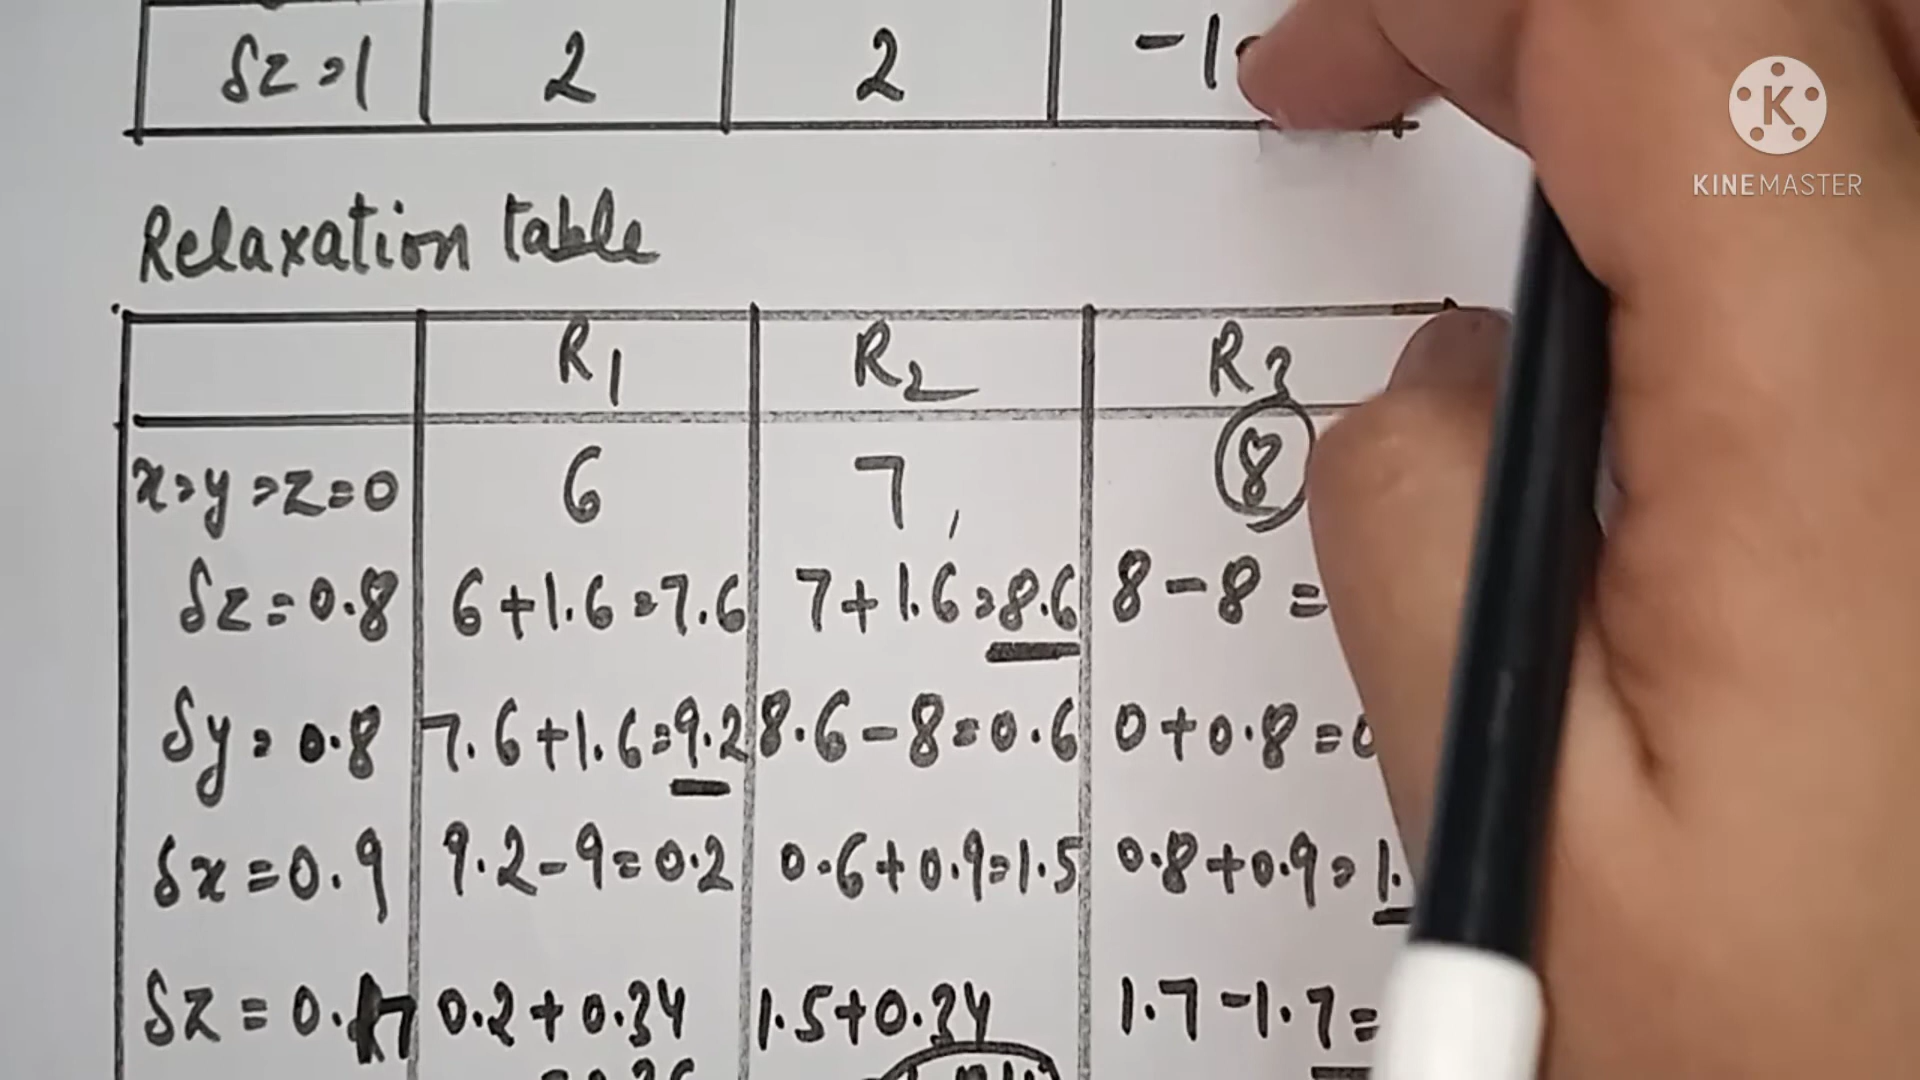 δz=1 2 2 -1
KINEMASTER
Relaxation table
R1 R2 R3
x=y=z=0 6 7 8
δz=0.8 6+1.6=7.6 7+1.6=8.6 8-8=
δy=0.8 7.6+1.6=9.2 8.6-8=0.6 0+0.8=0
δx=0.9 9.2-9=0.2 0.6+0.9=1.5 0.8+0.9=1.
δz=0.17 0.2+0.34 1.5+0.34 1.7-1.7=